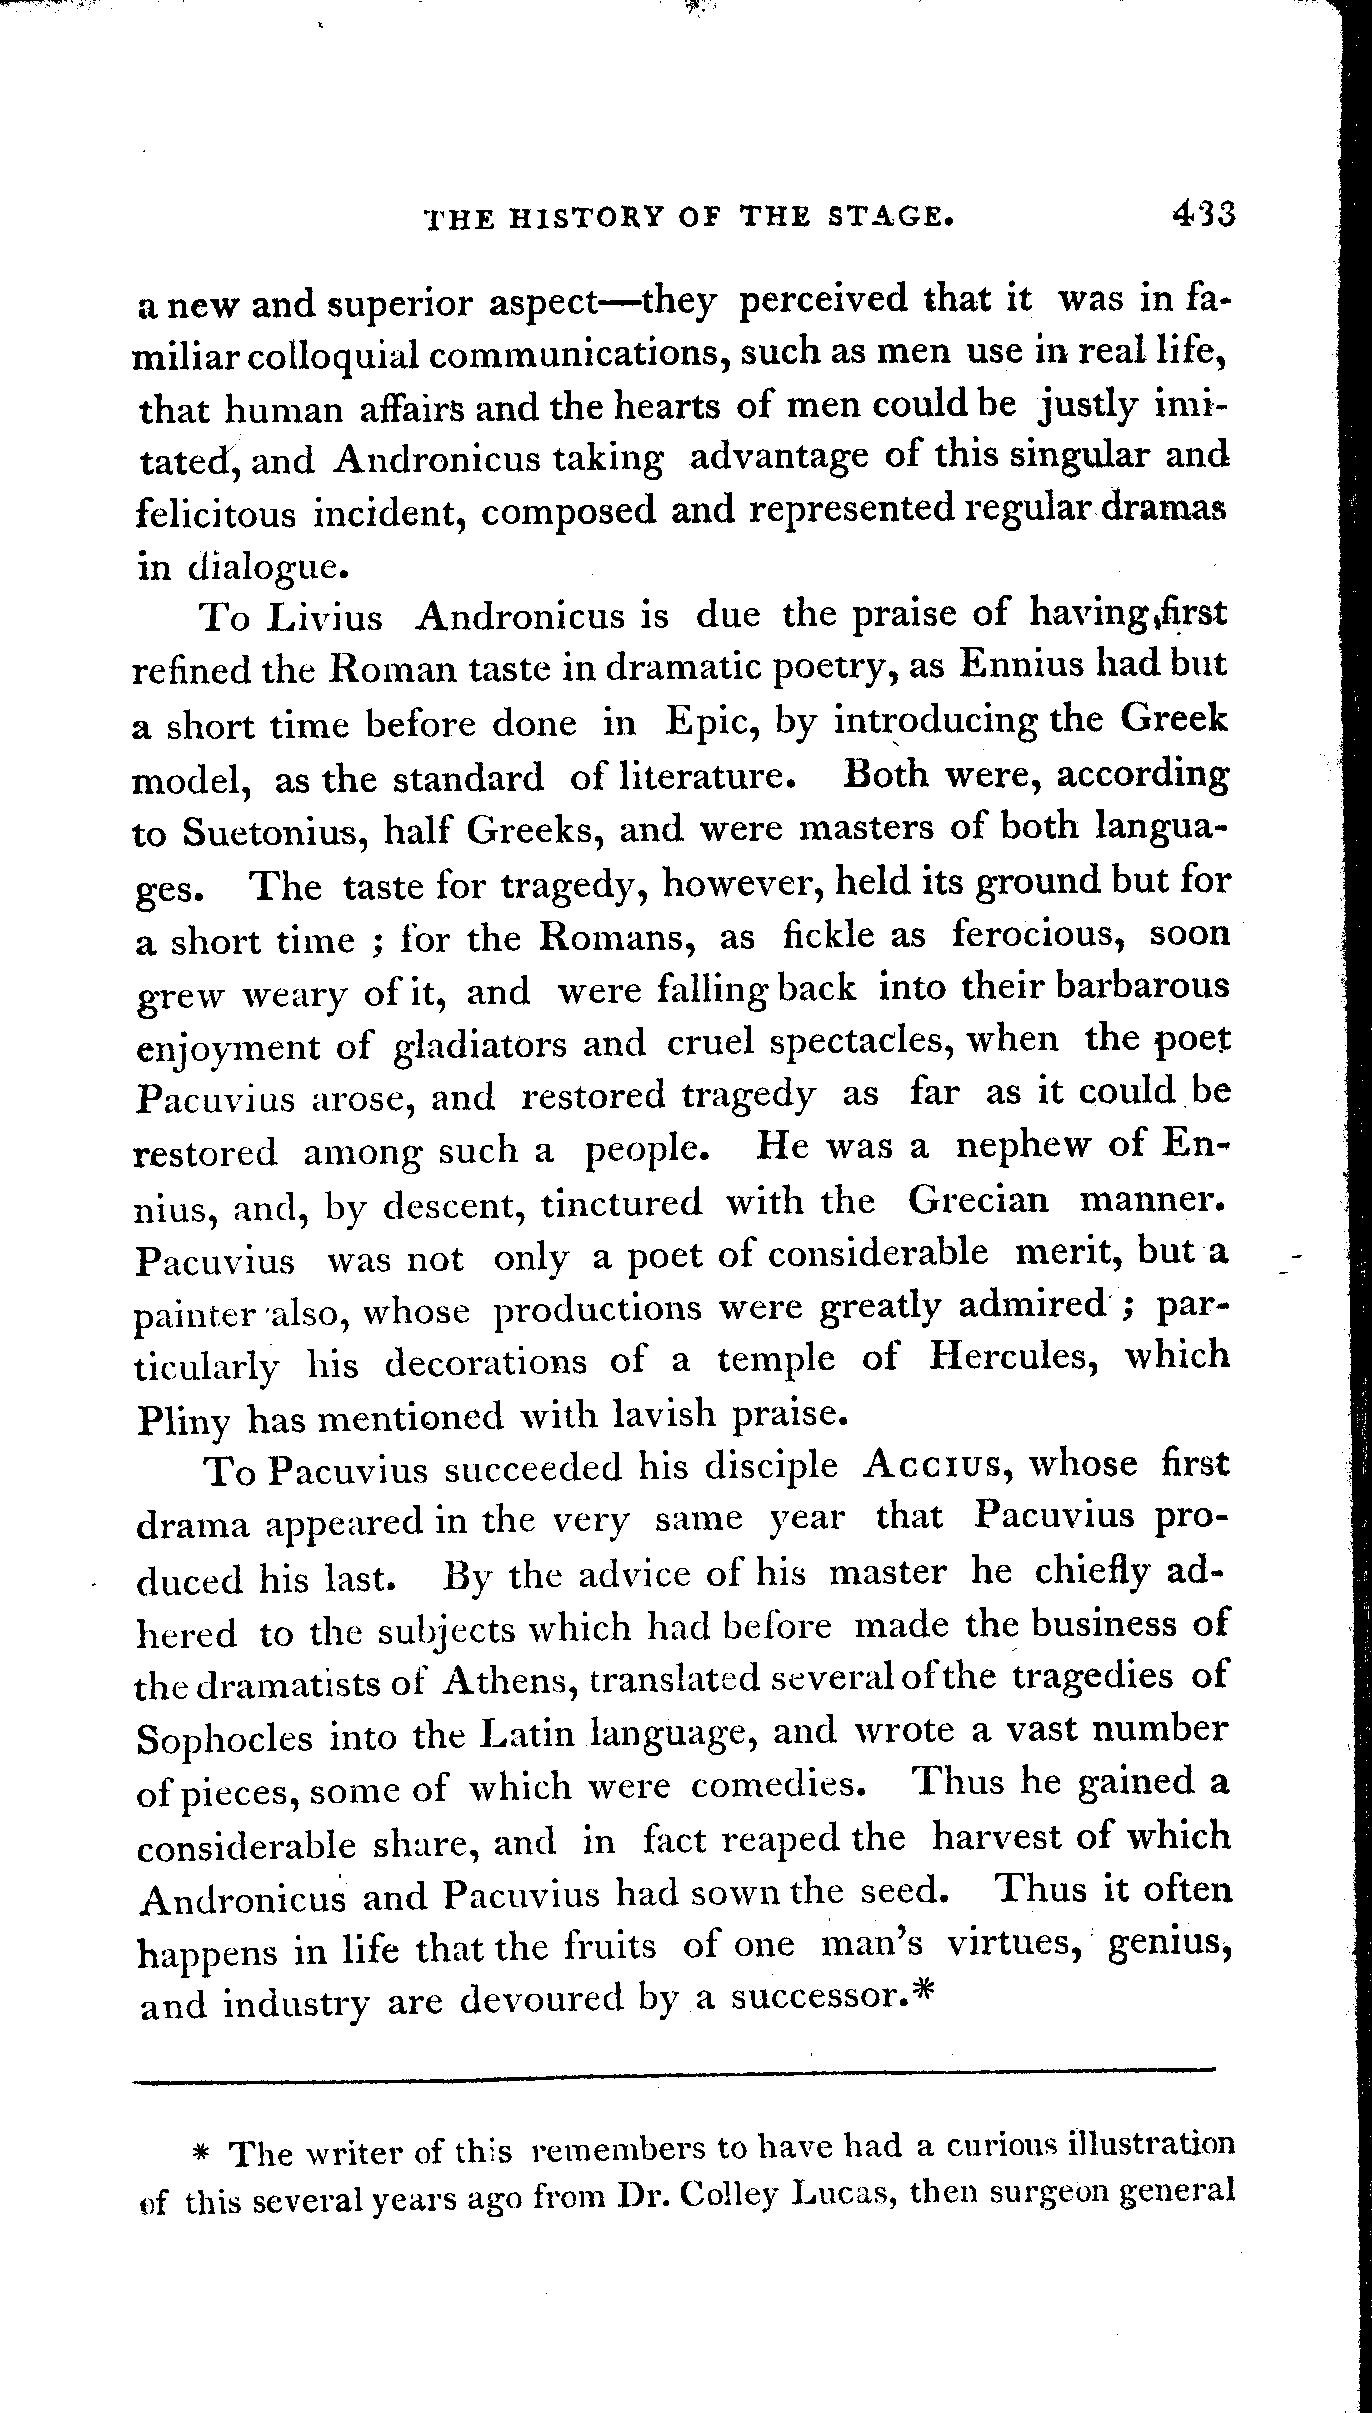 THE HISTORY OF THE STAGE. 433
a new and superior aspect—they perceived that it was in fa-
miliar colloquial communications, such as men use in real life,
that human affairs and the hearts of men could be justly imi-
tated, and Andronicus taking advantage of this singular and
felicitous incident, composed and represented regular dramas
in dialogue.
To Livius Andronicus is due the praise of having first
refined the Roman taste in dramatic poetry, as Ennius had but
a short time before done in Epic, by introducing the Greek
model, as the standard of literature. Both were, according
to Suetonius, half Greeks, and were masters of both langua-
ges. The taste for tragedy, however, held its ground but for
a short time ; for the Romans, as fickle as ferocious, soon
grew weary of it, and were falling back into their barbarous
enjoyment of gladiators and cruel spectacles, when the poet
Pacuvius arose, and restored tragedy as far as it could be
restored among such a people. He was a nephew of En-
nius, and, by descent, tinctured with the Grecian manner.
Pacuvius was not only a poet of considerable merit, but a
painter also, whose productions were greatly admired ; par-
ticularly his decorations of a temple of Hercules, which
Pliny has mentioned with lavish praise.
To Pacuvius succeeded his disciple ACCIUS, whose first
drama appeared in the very same year that Pacuvius pro-
duced his last. By the advice of his master he chiefly ad-
hered to the subjects which had before made the business of
the dramatists of Athens, translated several of the tragedies of
Sophocles into the Latin language, and wrote a vast number
of pieces, some of which were comedies. Thus he gained a
considerable share, and in fact reaped the harvest of which
Andronicus and Pacuvius had sown the seed. Thus it often
happens in life that the fruits of one man's virtues, genius,
and industry are devoured by a successor.*
* The writer of this remembers to have had a curious illustration
of this several years ago from Dr. Colley Lucas, then surgeon general